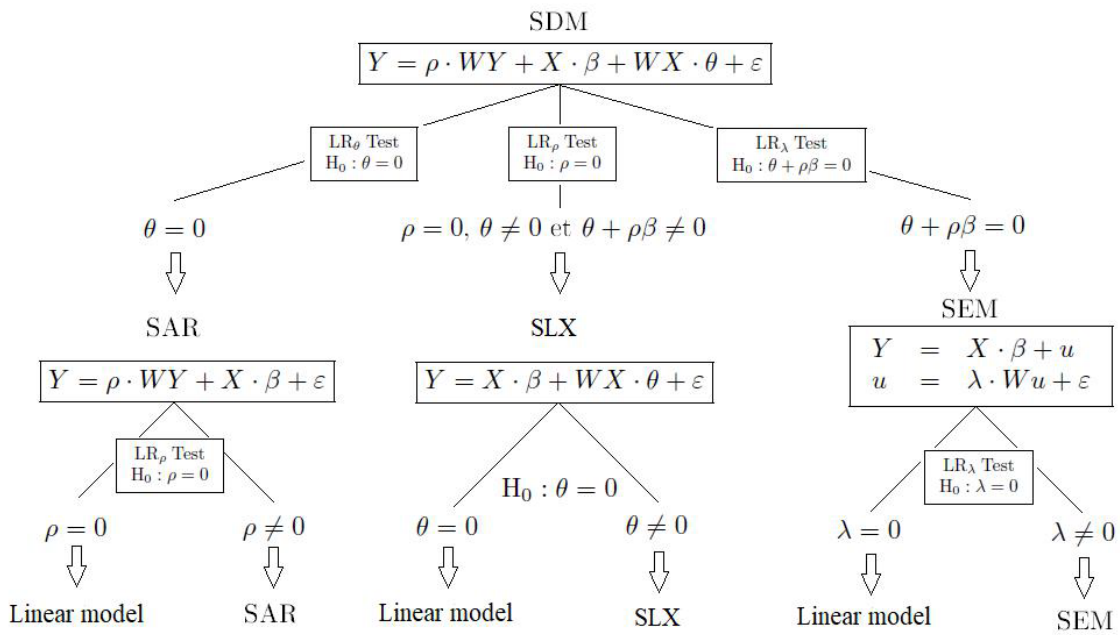 SDM
Y = ρ · WY + X · β + WX · θ + ε
LRθ Test
H₀ : θ = 0
LRρ Test
H₀ : ρ = 0
LRλ Test
H₀ : θ + ρβ = 0
θ = 0
ρ = 0, θ ≠ 0 et θ + ρβ ≠ 0
θ + ρβ = 0
SAR
SLX
SEM
Y = ρ · WY + X · β + ε
Y = X · β + WX · θ + ε
Y = X · β + u
u = λ · Wu + ε
LRρ Test
H₀ : ρ = 0
H₀ : θ = 0
LRλ Test
H₀ : λ = 0
ρ = 0
ρ ≠ 0
θ = 0
θ ≠ 0
λ = 0
λ ≠ 0
Linear model
SAR
Linear model
SLX
Linear model
SEM